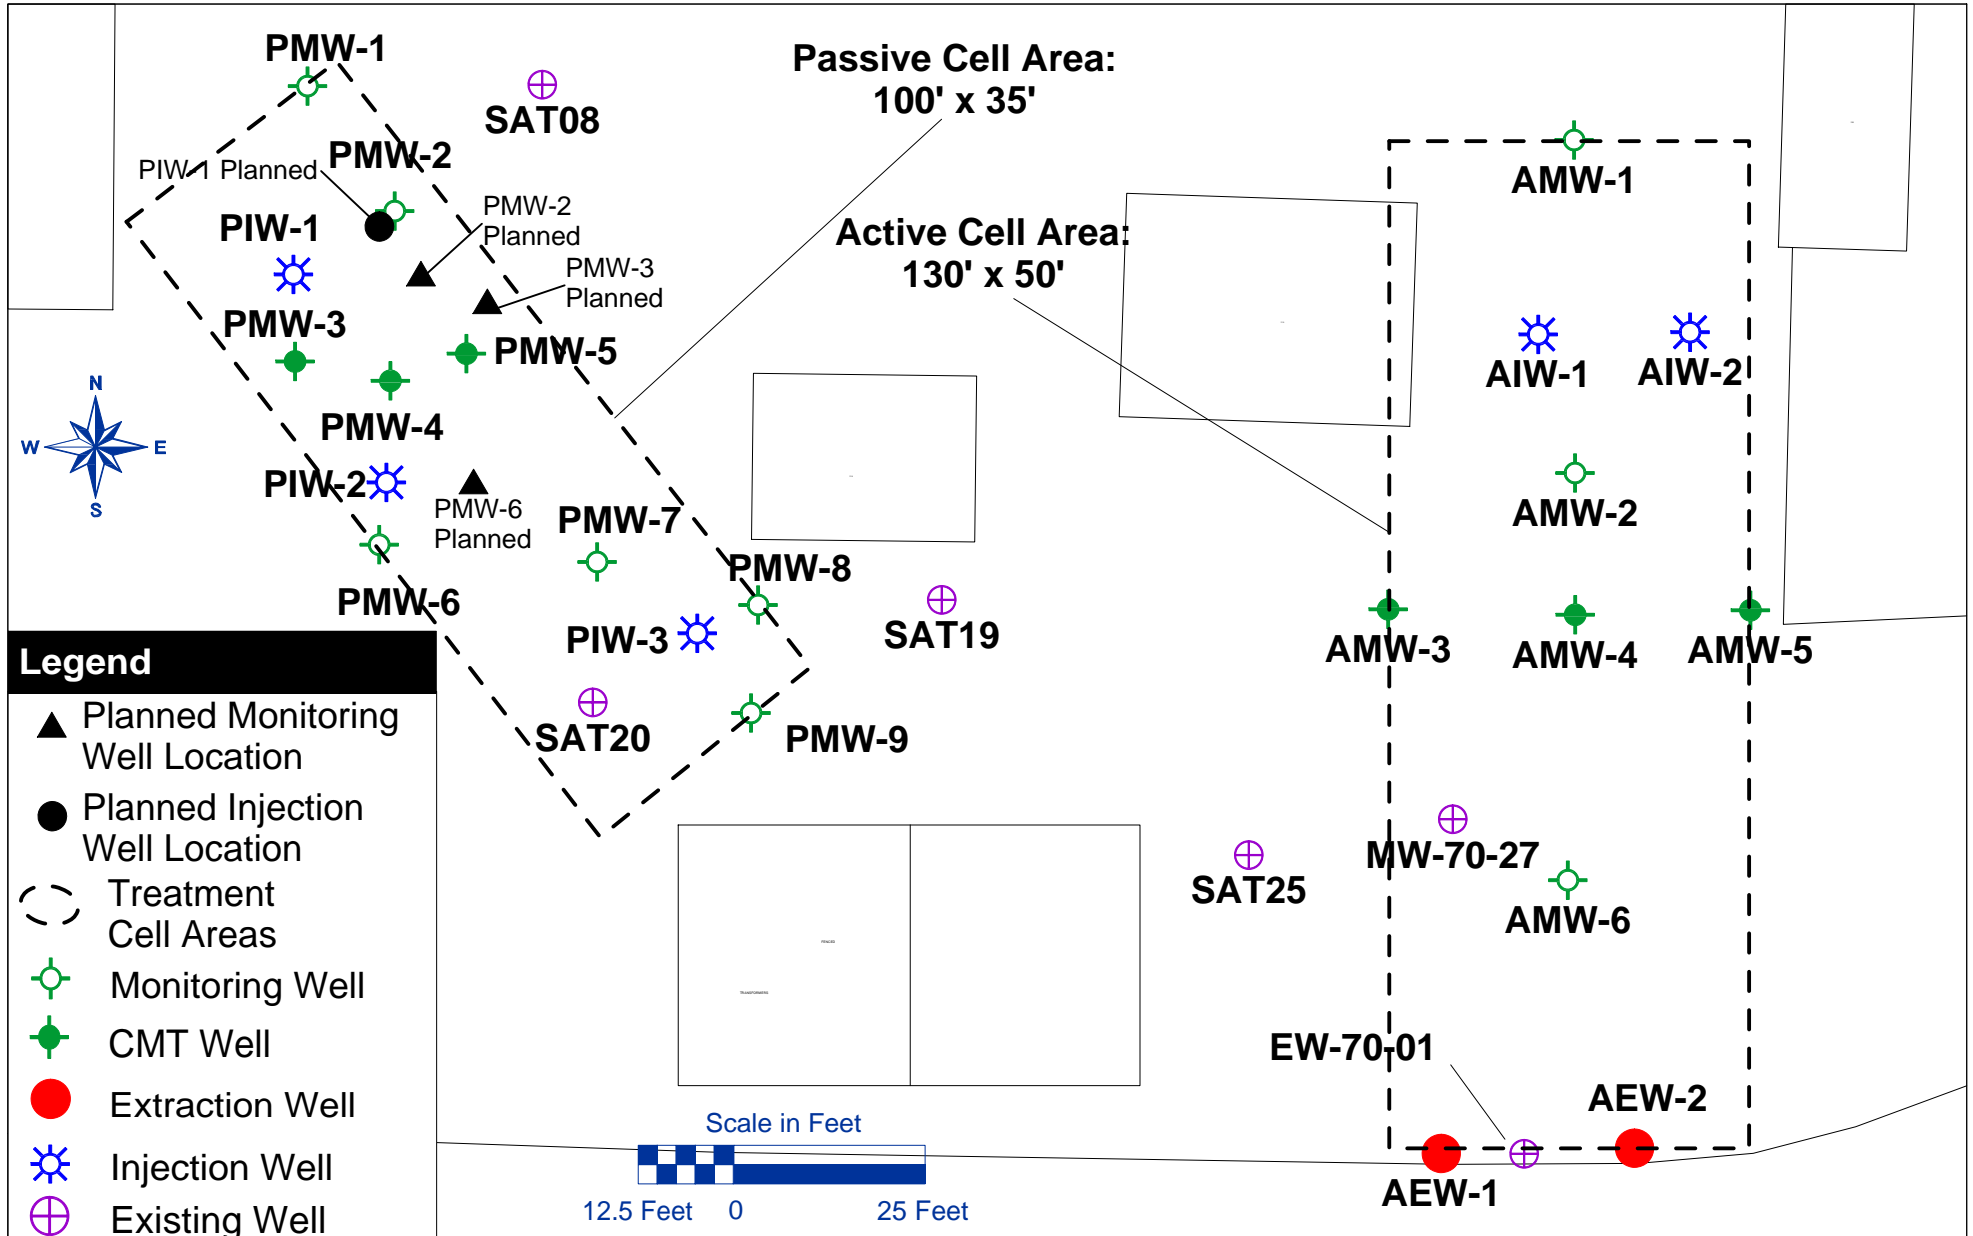 PMW-1
SAT08
Passive Cell Area:
100' x 35'
PMW-2
PIW-1 Planned
AMW-1
PMW-2
Planned
PIW-1
Active Cell Area:
130' x 50'
PMW-3
Planned
PMW-3
PMW-5
AIW-1
AIW-2
N
W
E
S
PMW-4
PIW-2
PMW-6
Planned
PMW-7
AMW-2
PMW-8
PMW-6
PIW-3
SAT19
AMW-3
AMW-4
AMW-5
SAT20
PMW-9
MW-70-27
SAT25
AMW-6
FENCED
TRANSFORMERS
EW-70-01
AEW-2
AEW-1
Legend
Planned Monitoring
Well Location
Planned Injection
Well Location
Treatment
Cell Areas
Monitoring Well
CMT Well
Extraction Well
Injection Well
Existing Well
Scale in Feet
12.5 Feet
0
25 Feet